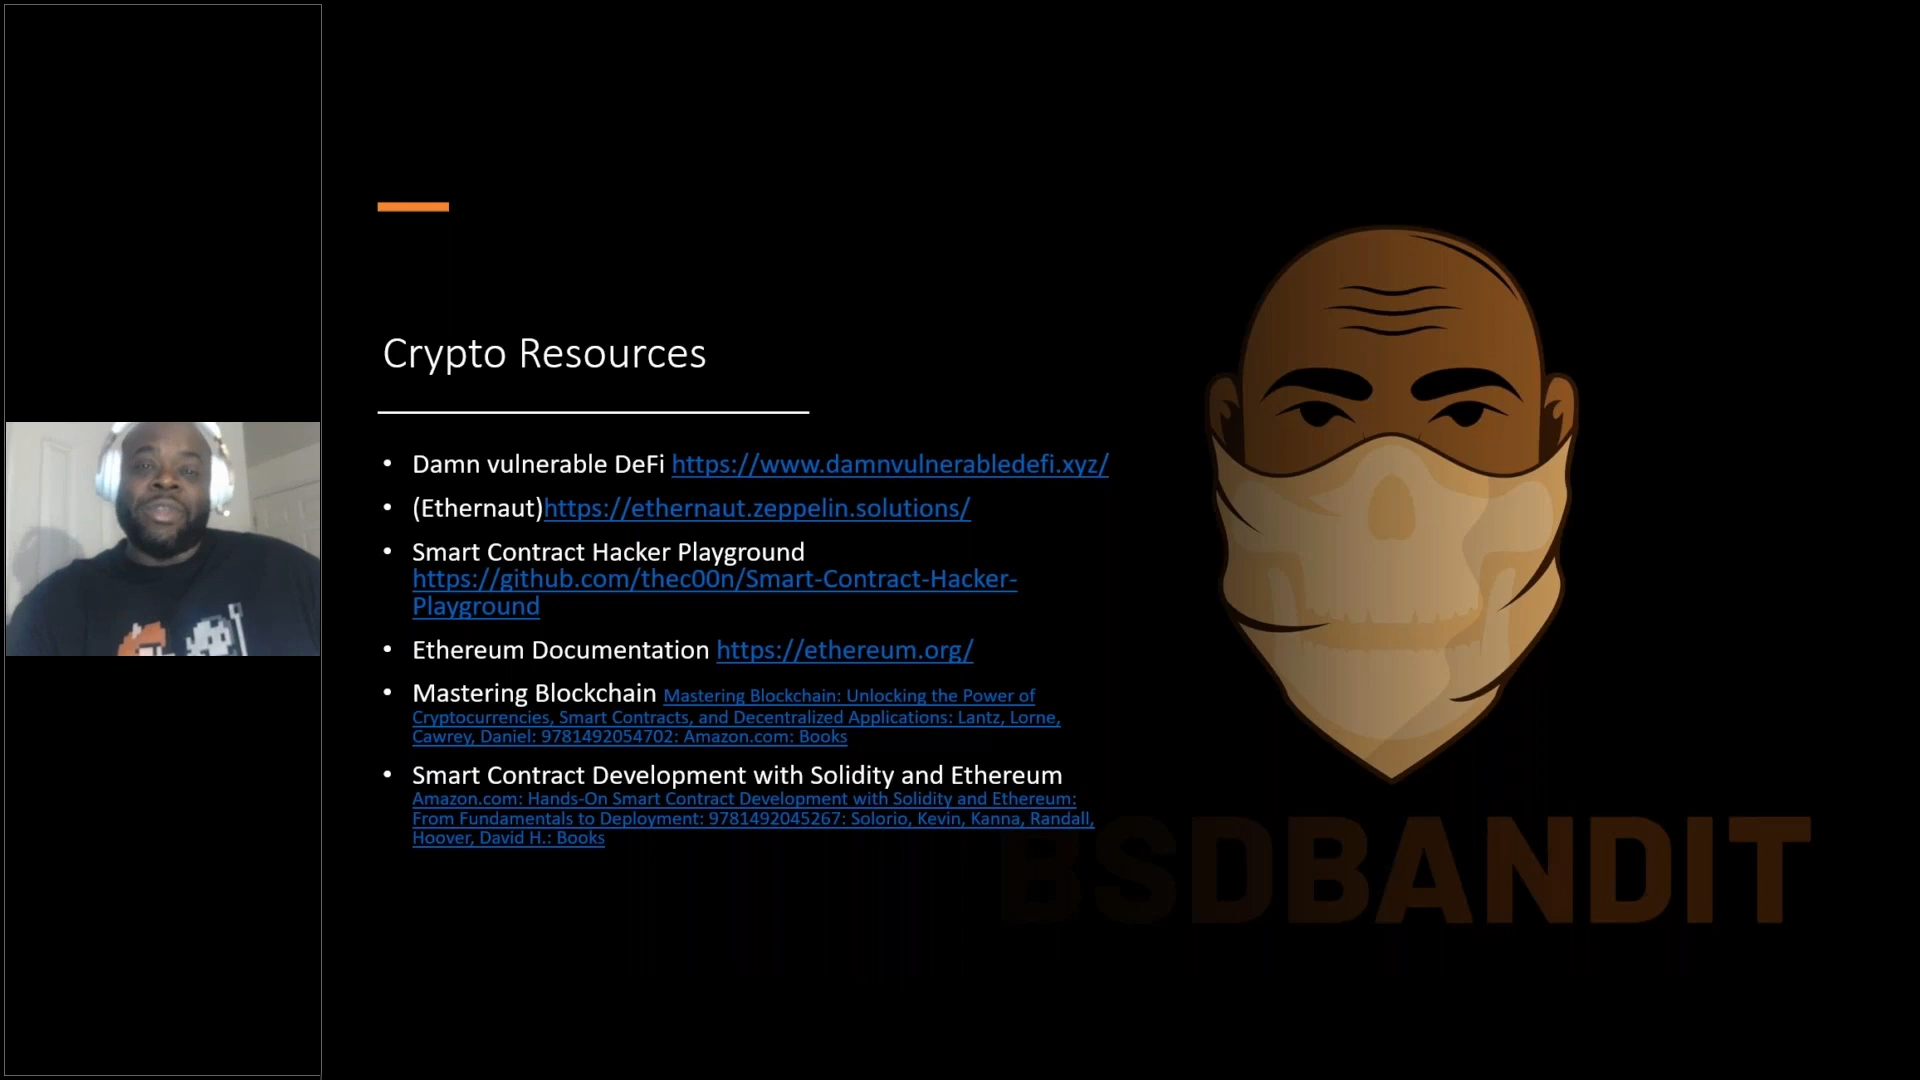 Crypto Resources
• Damn vulnerable DeFi https://www.damnvulnerabledefi.xyz/
• (Ethernaut)https://ethernaut.zeppelin.solutions/
• Smart Contract Hacker Playground
https://github.com/thec00n/Smart-Contract-Hacker-
Playground
• Ethereum Documentation https://ethereum.org/
• Mastering Blockchain Mastering Blockchain: Unlocking the Power of
Cryptocurrencies, Smart Contracts, and Decentralized Applications: Lantz, Lorne,
Cawrey, Daniel: 9781492054702: Amazon.com: Books
• Smart Contract Development with Solidity and Ethereum
Amazon.com: Hands-On Smart Contract Development with Solidity and Ethereum:
From Fundamentals to Deployment: 9781492045267: Solorio, Kevin, Kanna, Randall,
Hoover, David H.: Books
BSDBANDIT